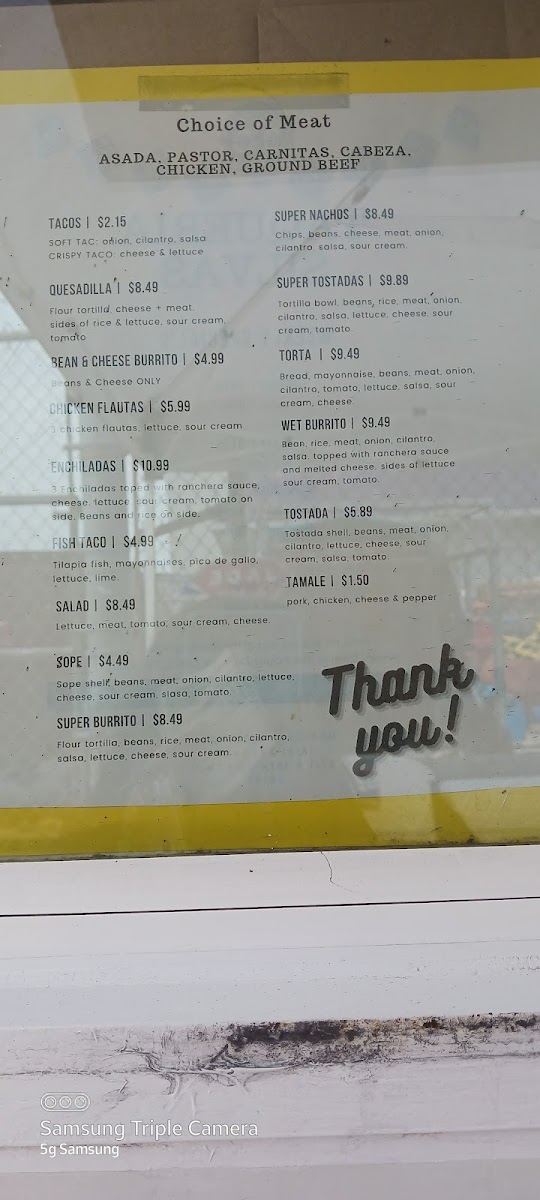 Choice of Meat
ASADA, PASTOR, CARNITAS, CABEZA,
CHICKEN, GROUND BEEF
TACOS | $2.15
SOFT TAC: onion, cilantro, salsa
CRISPY TACO: cheese & lettuce
QUESADILLA | $8.49
Flour tortilla, cheese + meat.
sides of rice & lettuce, sour cream,
tomato
BEAN & CHEESE BURRITO | $4.99
Beans & Cheese ONLY
CHICKEN FLAUTAS | $5.99
3 chicken flautas, lettuce, sour cream
ENCHILADAS | $10.99
3 Enchiladas toped with ranchera sauce,
cheese, lettuce sour cream, tomato on
side. Beans and rice on side.
FISH TACO | $4.99
Tilapia fish, mayonnaises, pico de gallo,
lettuce, lime.
SALAD | $8.49
Lettuce, meat, tomato, sour cream, cheese.
SOPE | $4.49
Sope shell, beans, meat, onion, cilantro, lettuce,
cheese, sour cream, slasa, tomato.
SUPER BURRITO | $8.49
Flour tortilla, beans, rice, meat, onion, cilantro,
salsa, lettuce, cheese, sour cream.
SUPER NACHOS | $8.49
Chips, beans, cheese, meat, onion,
cilantro, salsa, sour cream.
SUPER TOSTADAS | $9.89
Tortilla bowl, beans, rice, meat, onion,
cilantro, salsa, lettuce, cheese, sour
cream, tomato.
TORTA | $9.49
Bread, mayonnaise, beans, meat, onion,
cilantro, tomato, lettuce, salsa, sour
cream, cheese.
WET BURRITO | $9.49
Bean, rice, meat, onion, cilantro,
salsa, topped with ranchera sauce
and melted cheese, sides of lettuce
sour cream, tomato.
TOSTADA | $5.89
Tostada shell, beans, meat, onion,
cilantro, lettuce, cheese, sour
cream, salsa, tomato.
TAMALE | $1.50
pork, chicken, cheese & pepper
Thank
you!
Samsung Triple Camera
5g Samsung